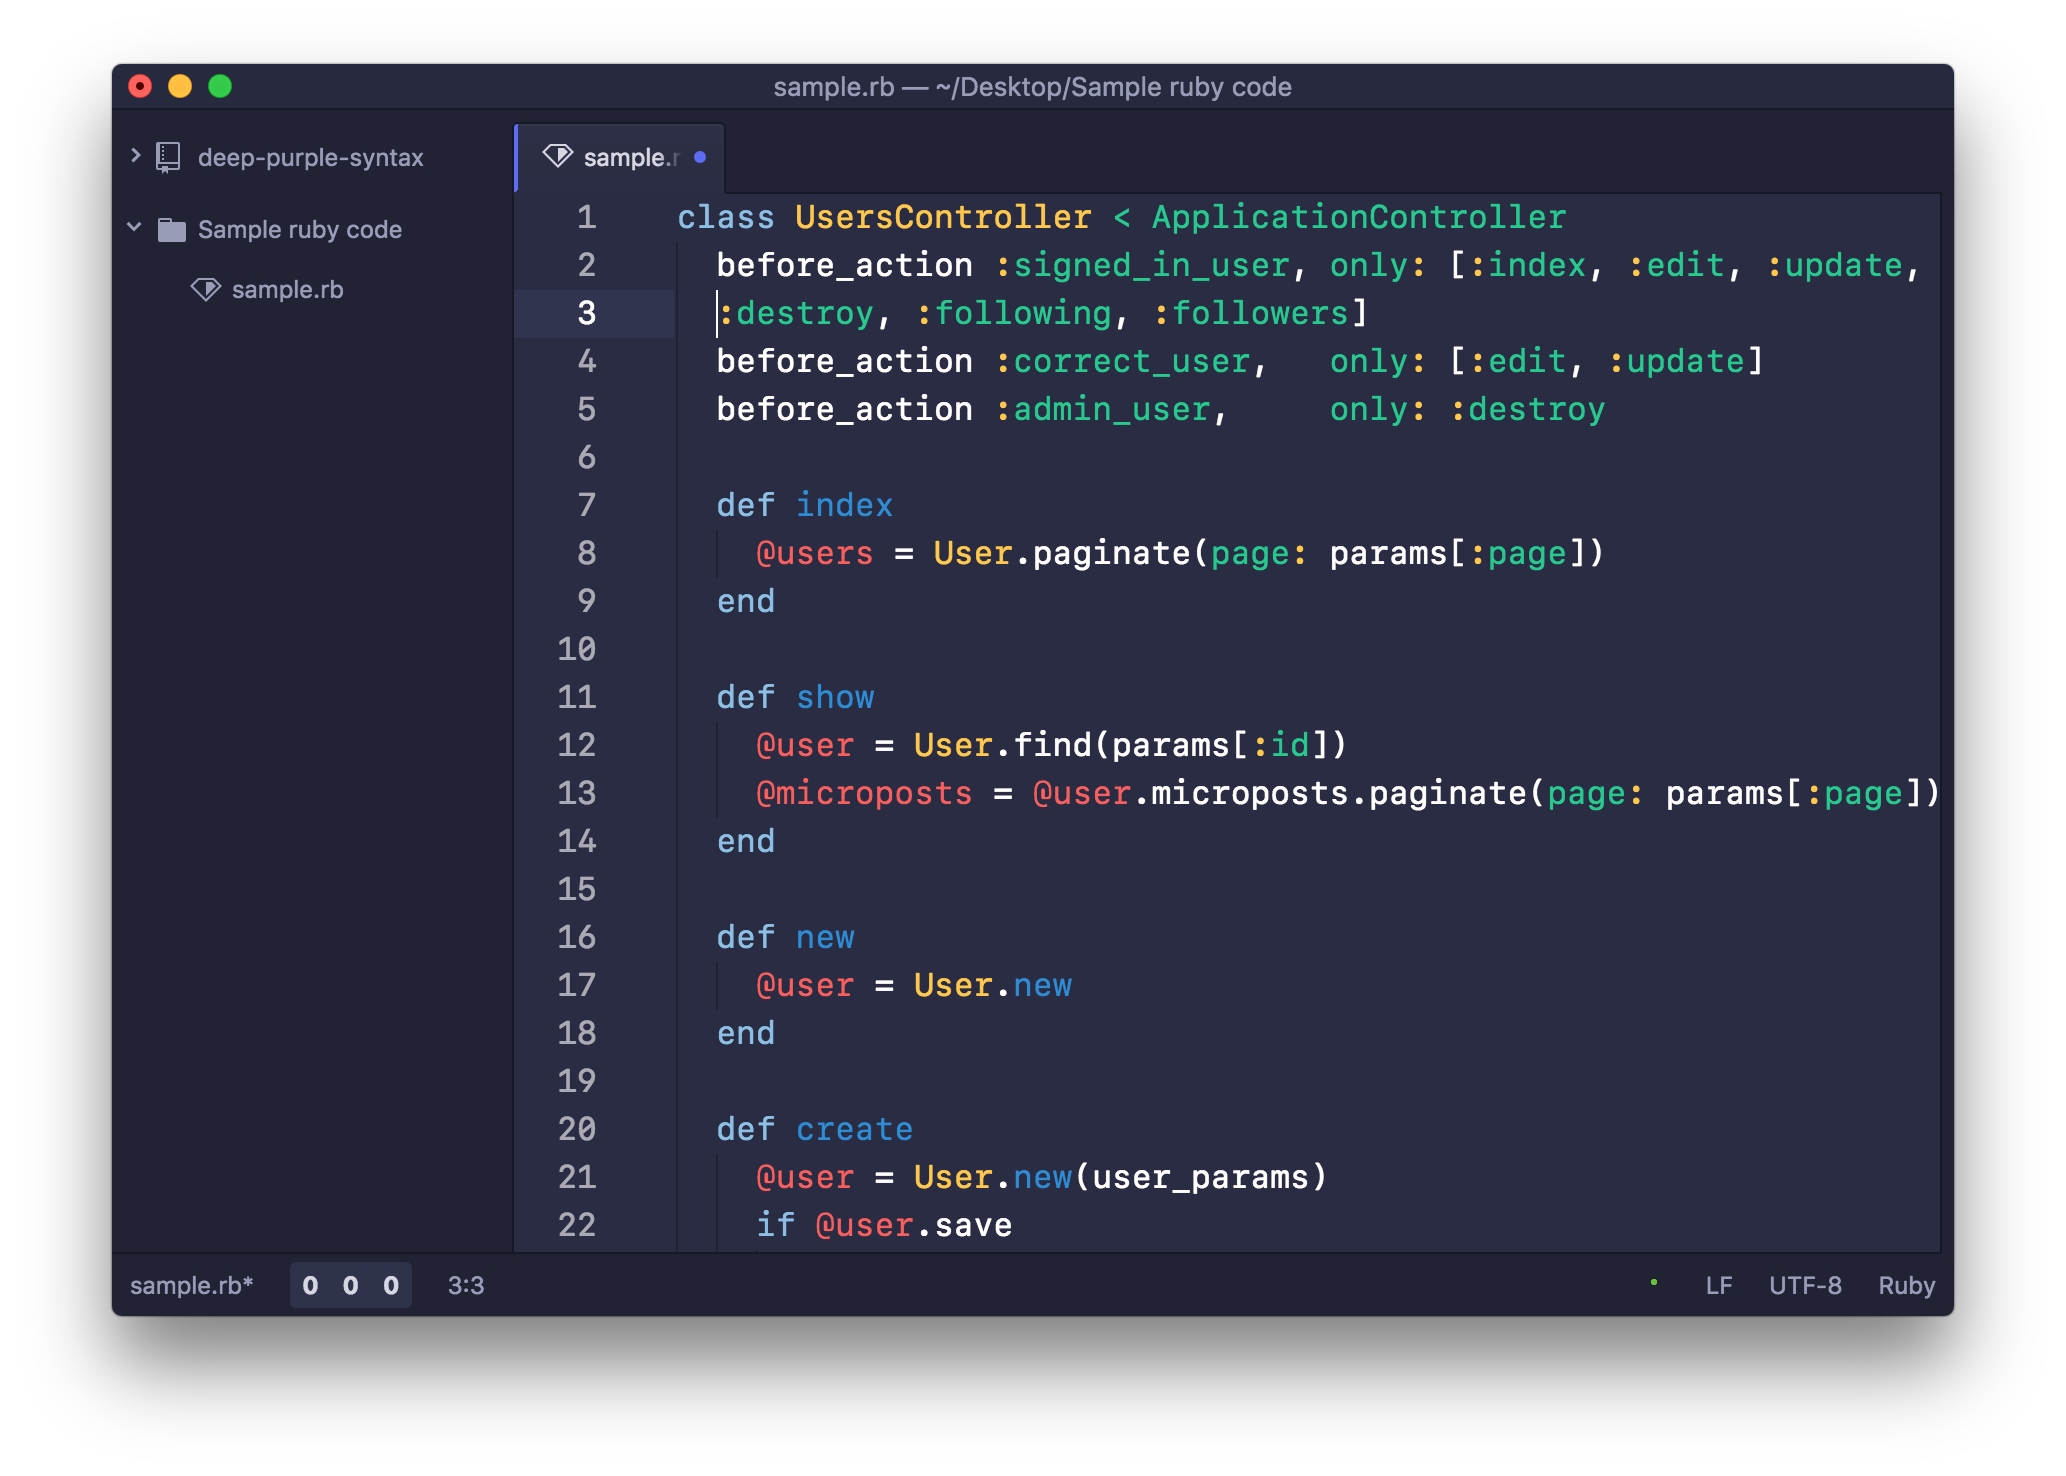 sample.rb — ~/Desktop/Sample ruby code
deep-purple-syntax
Sample ruby code
sample.rb
sample.r
1 class UsersController < ApplicationController
2   before_action :signed_in_user, only: [:index, :edit, :update,
3   :destroy, :following, :followers]
4   before_action :correct_user,   only: [:edit, :update]
5   before_action :admin_user,     only: :destroy
6
7   def index
8     @users = User.paginate(page: params[:page])
9   end
10
11   def show
12     @user = User.find(params[:id])
13     @microposts = @user.microposts.paginate(page: params[:page])
14   end
15
16   def new
17     @user = User.new
18   end
19
20   def create
21     @user = User.new(user_params)
22     if @user.save
sample.rb* 0 0 0 3:3 LF UTF-8 Ruby